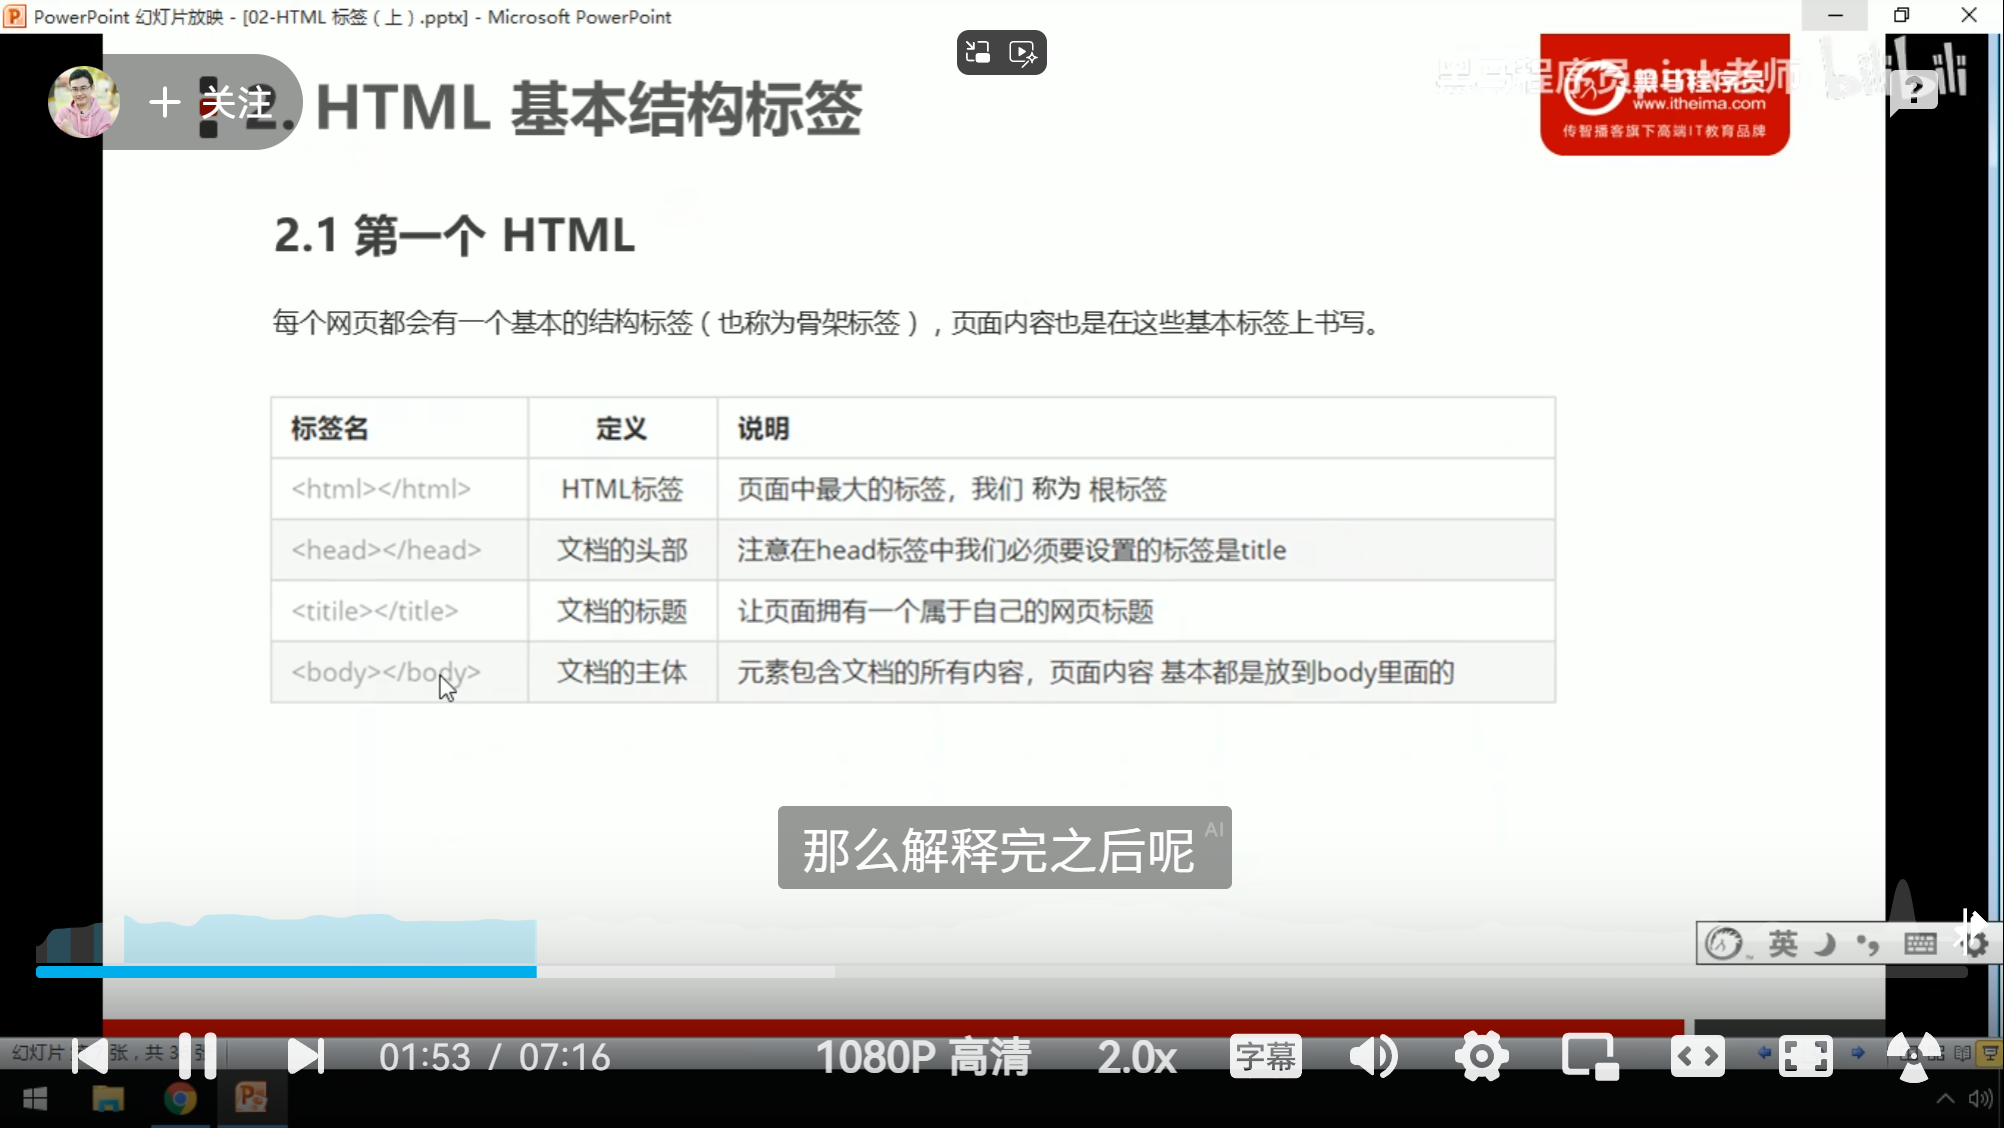 PowerPoint 幻灯片放映 - [02-HTML 标签（上）.pptx] - Microsoft PowerPoint
关注
2. HTML 基本结构标签
黑马程序员pink老师
bilibili
黑马程序员
www.itheima.com
传智播客旗下高端IT教育品牌
2.1 第一个 HTML
每个网页都会有一个基本的结构标签（也称为骨架标签），页面内容也是在这些基本标签上书写。
标签名 定义 说明
<html></html> HTML标签 页面中最大的标签，我们 称为 根标签
<head></head> 文档的头部 注意在head标签中我们必须要设置的标签是title
<titile></title> 文档的标题 让页面拥有一个属于自己的网页标题
<body></body> 文档的主体 元素包含文档的所有内容，页面内容 基本都是放到body里面的
那么解释完之后呢 AI
英
幻灯片
张，共
01:53 / 07:16
1080P 高清
2.0x
字幕